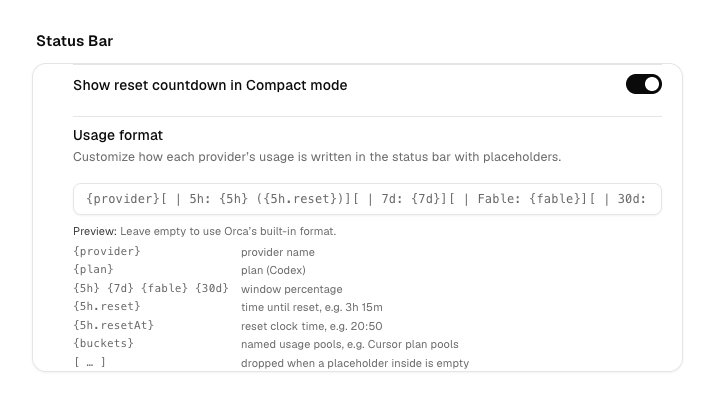 Status Bar
Show reset countdown in Compact mode
Usage format
Customize how each provider's usage is written in the status bar with placeholders.
{provider}[ | 5h: {5h} ({5h.reset})][ | 7d: {7d}][ | Fable: {fable}][ | 30d:
Preview: Leave empty to use Orca's built-in format.
{provider} provider name
{plan} plan (Codex)
{5h} {7d} {fable} {30d} window percentage
{5h.reset} time until reset, e.g. 3h 15m
{5h.resetAt} reset clock time, e.g. 20:50
{buckets} named usage pools, e.g. Cursor plan pools
[ … ] dropped when a placeholder inside is empty